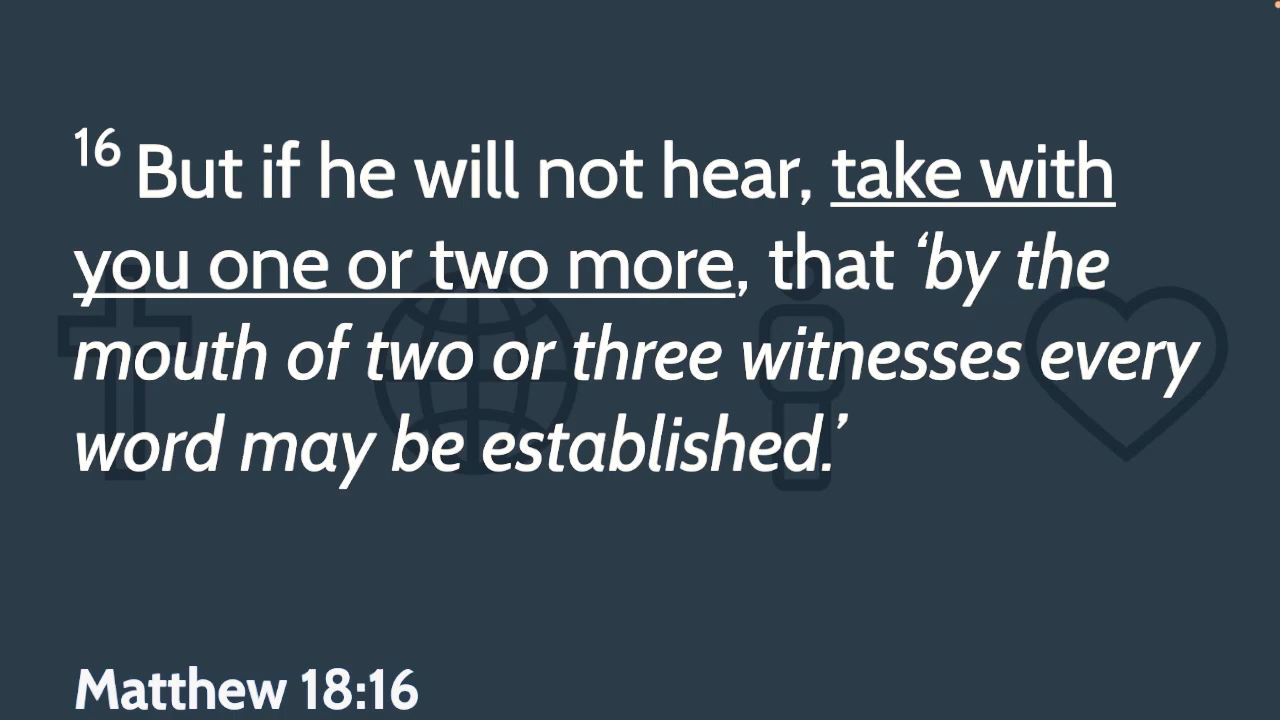 16 But if he will not hear, take with
you one or two more, that ‘by the
mouth of two or three witnesses every
word may be established.’
Matthew 18:16